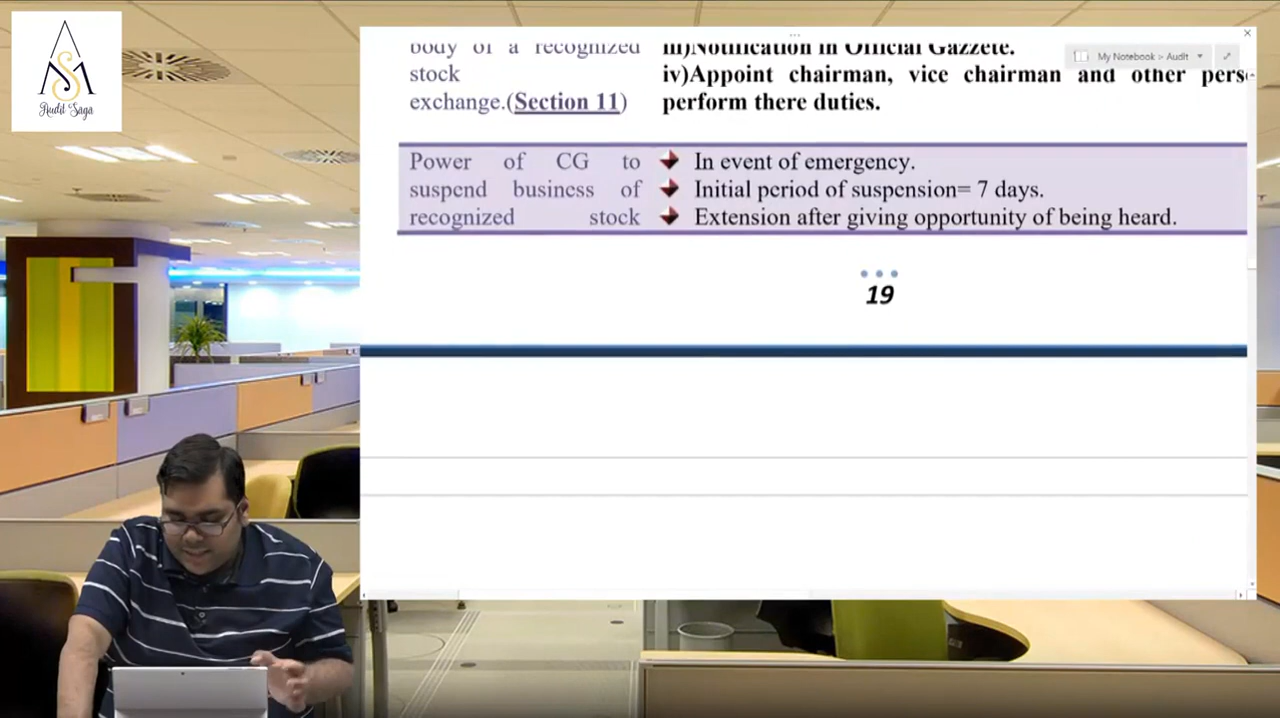 Audit Saga
body of a recognized
stock
exchange.(Section 11)
iii)Notification in Official Gazzete.
iv)Appoint chairman, vice chairman and other pers
perform there duties.
My Notebook > Audit
Power of CG to
suspend business of
recognized stock
In event of emergency.
Initial period of suspension= 7 days.
Extension after giving opportunity of being heard.
19